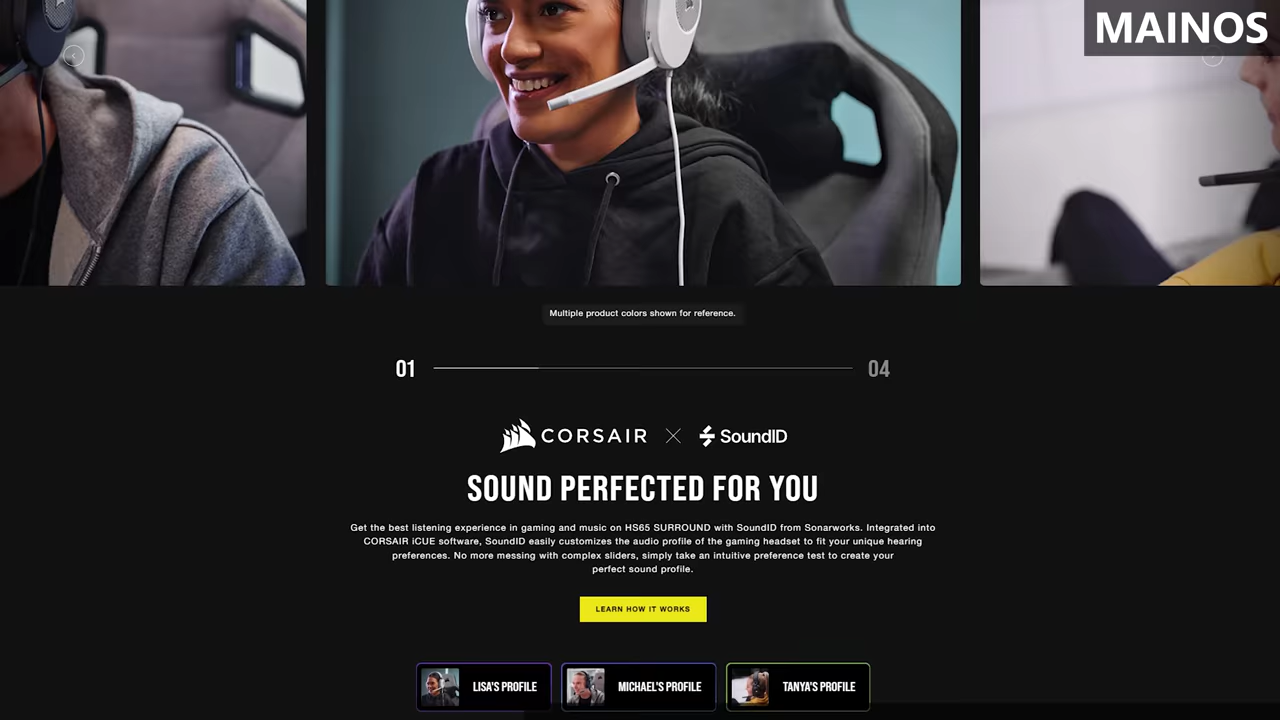 MAINOS
Multiple product colors shown for reference.
01
04
CORSAIR
SoundID
SOUND PERFECTED FOR YOU
Get the best listening experience in gaming and music on HS65 SURROUND with SoundID from Sonarworks. Integrated into
CORSAIR iCUE software, SoundID easily customizes the audio profile of the gaming headset to fit your unique hearing
preferences. No more messing with complex sliders, simply take an intuitive preference test to create your
perfect sound profile.
LEARN HOW IT WORKS
LISA'S PROFILE
MICHAEL'S PROFILE
TANYA'S PROFILE